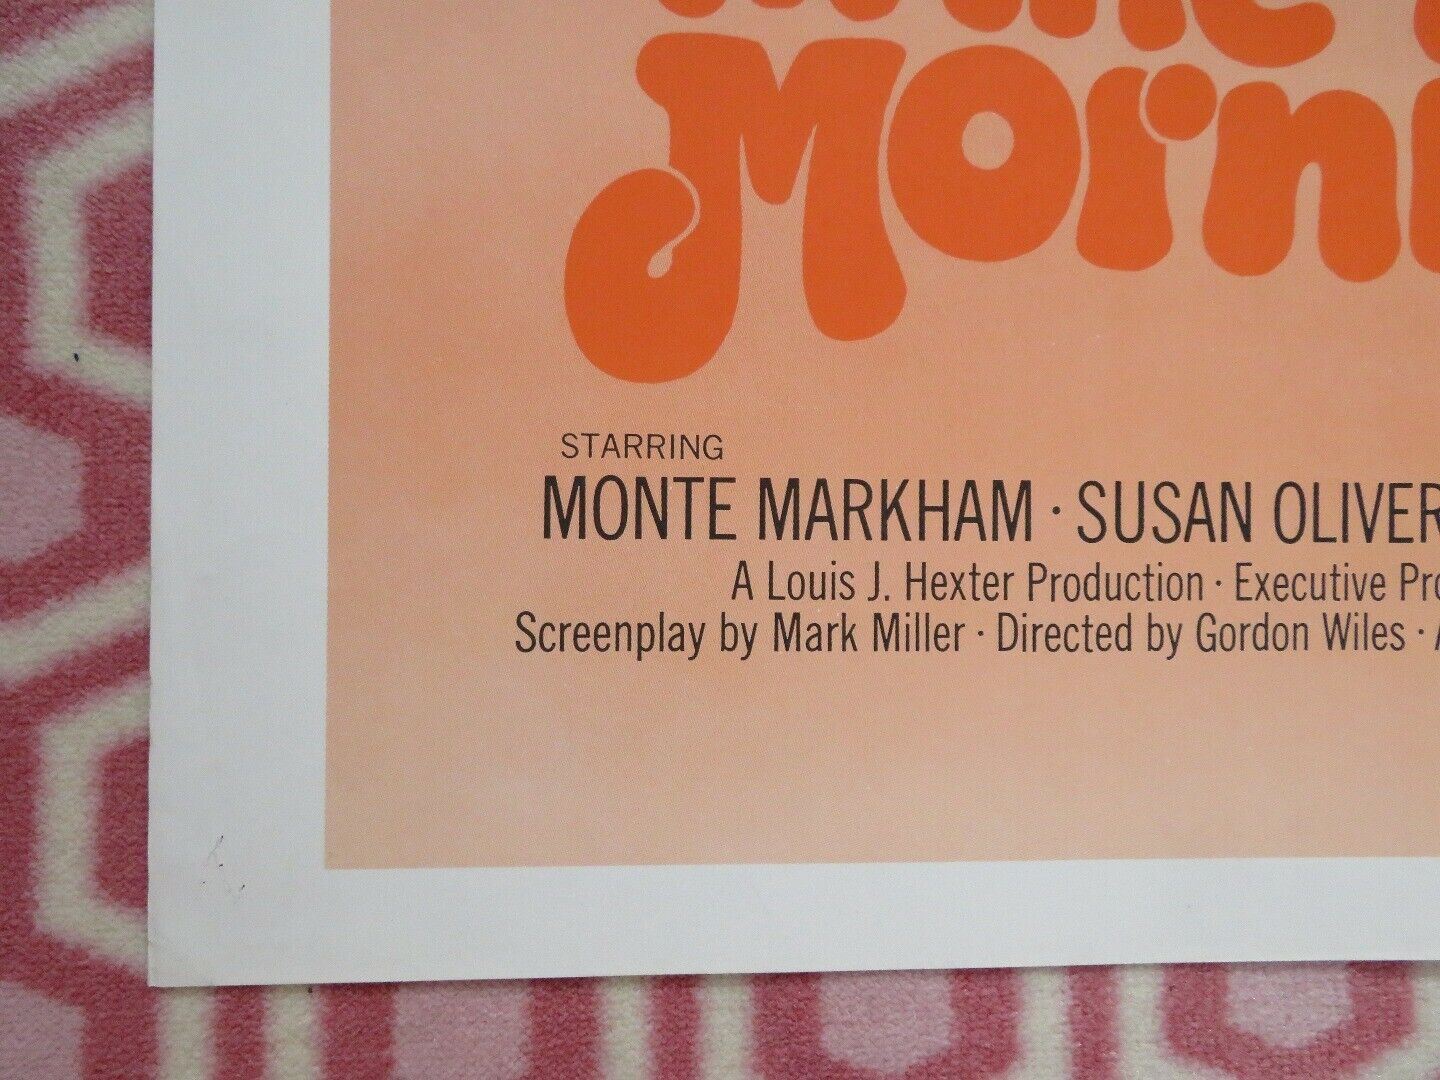 Morn
STARRING
MONTE MARKHAM · SUSAN OLIVER
A Louis J. Hexter Production · Executive Pro
Screenplay by Mark Miller · Directed by Gordon Wiles · A